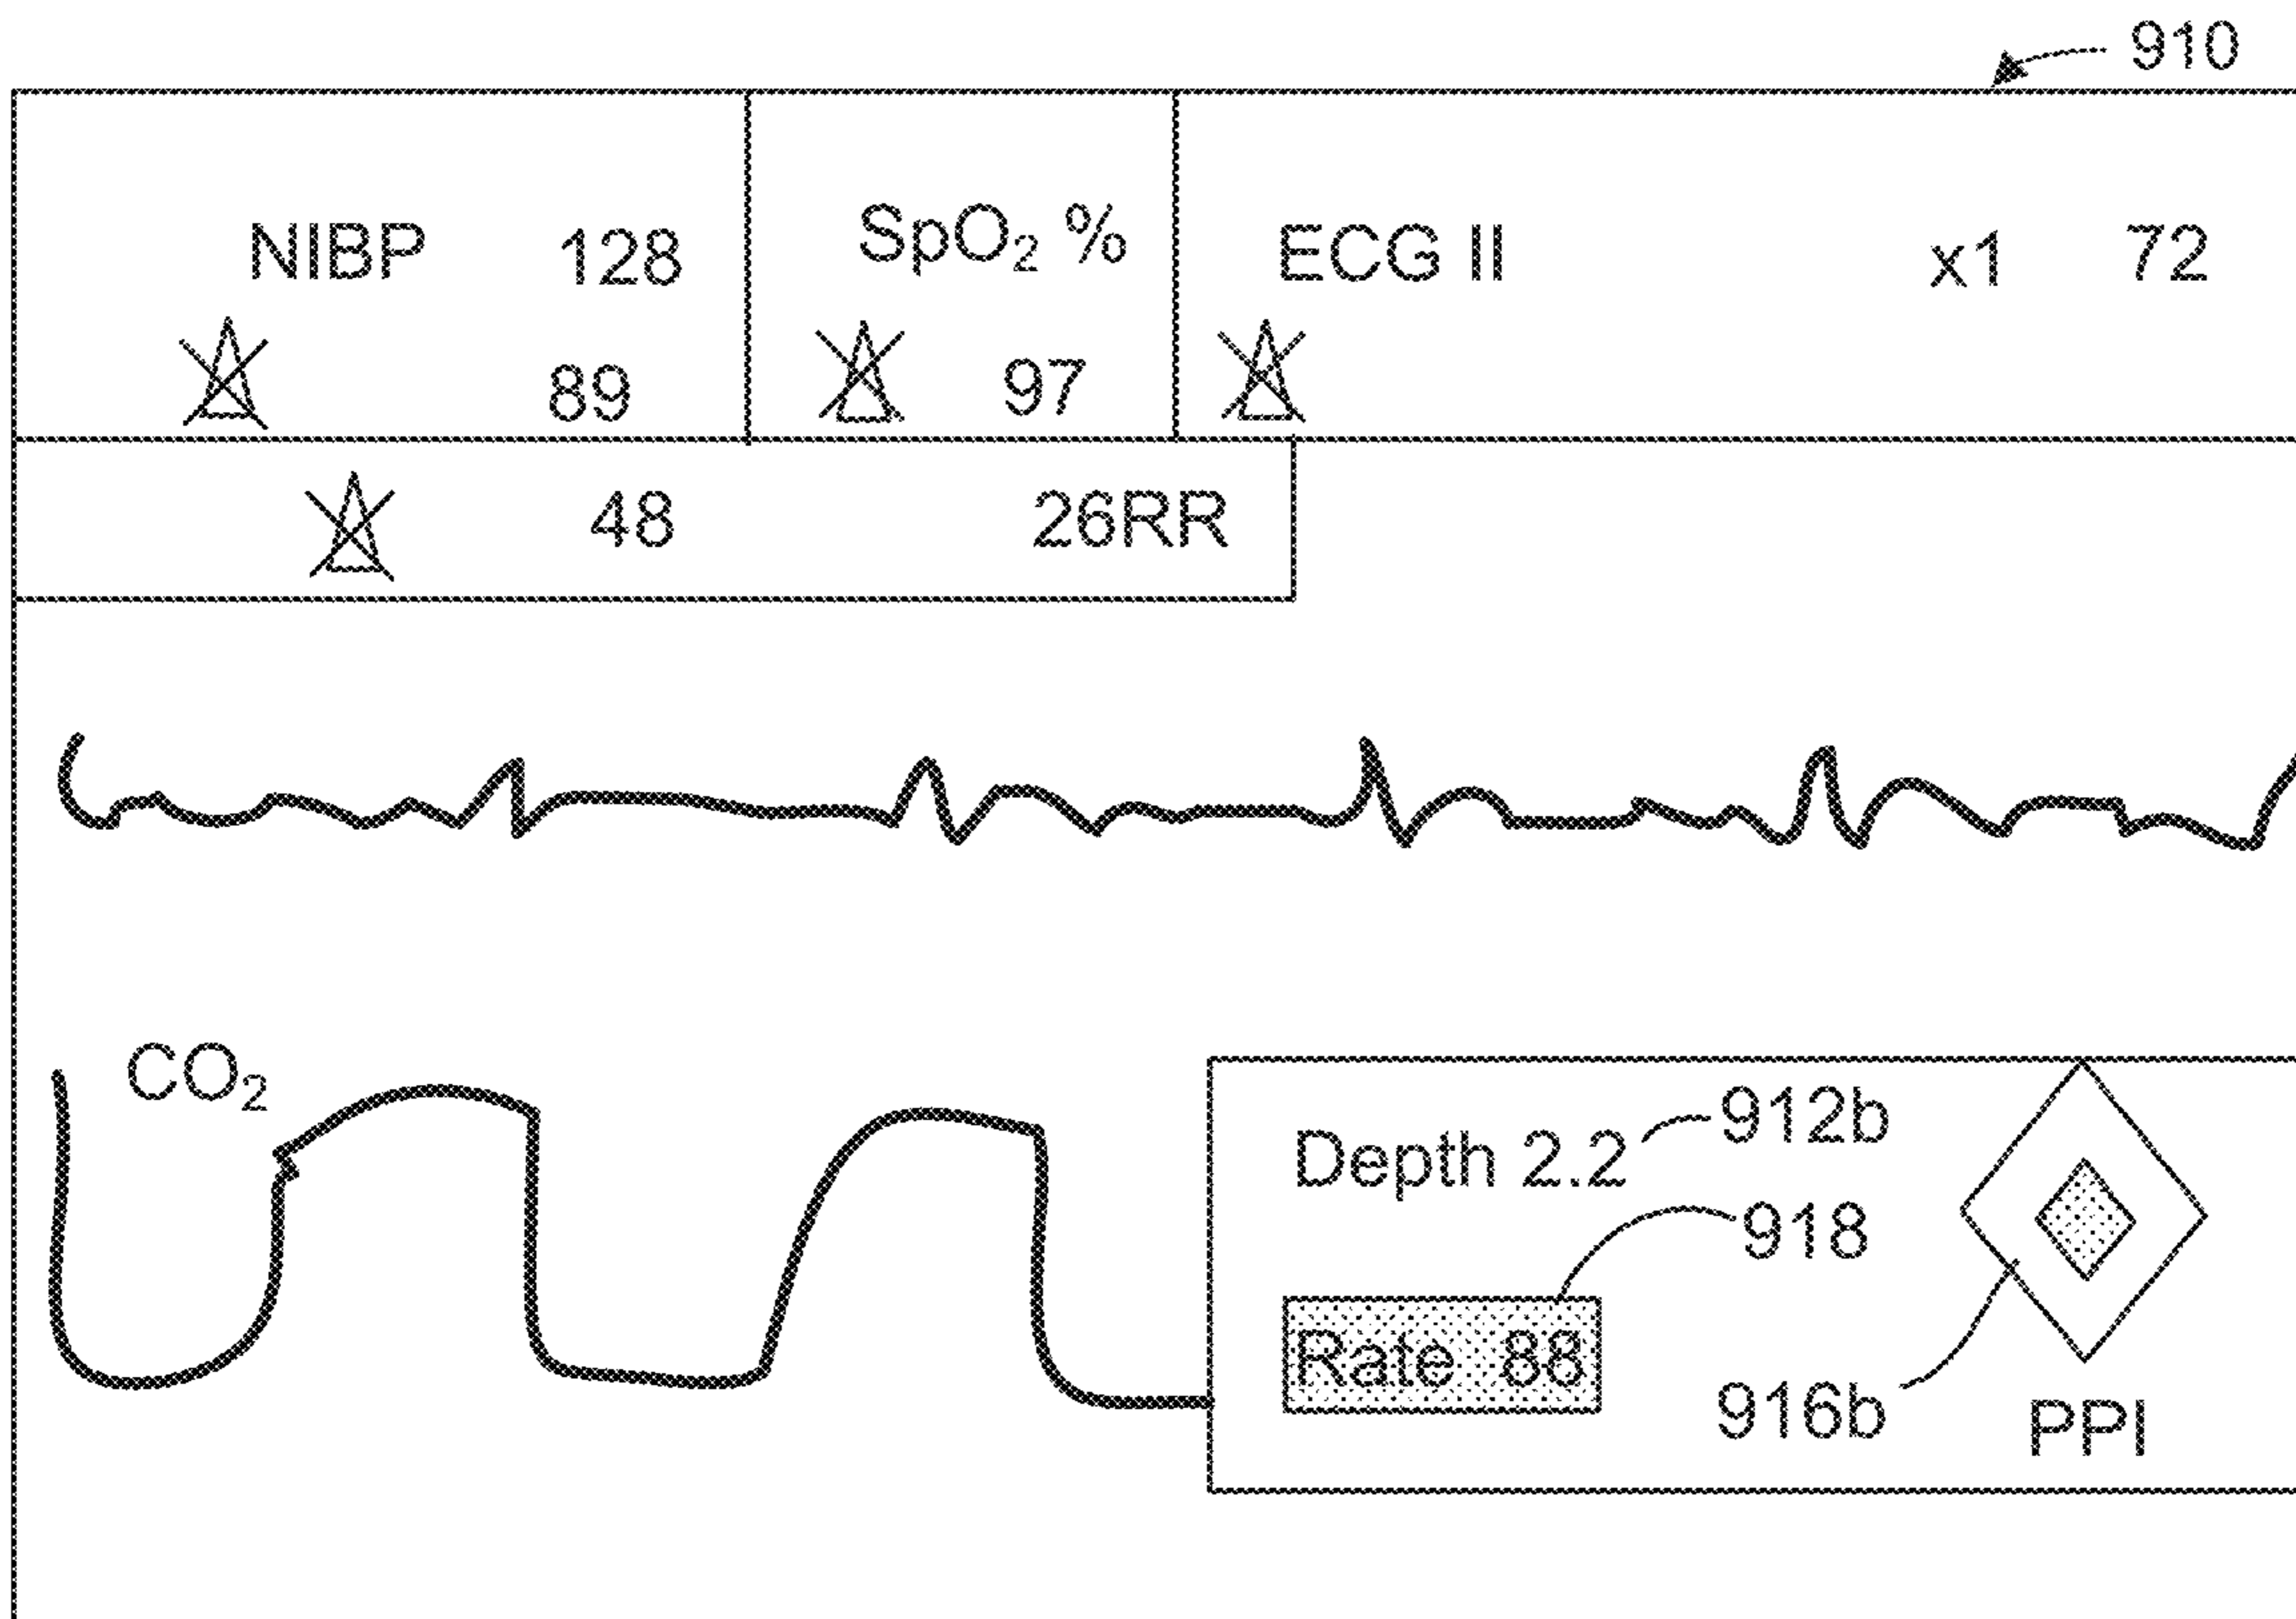 910
NIBP 128 SpO₂ % ECG II x1 72
89 97
48 26RR
CO₂
Depth 2.2 912b
918
Rate 88
916b PPI